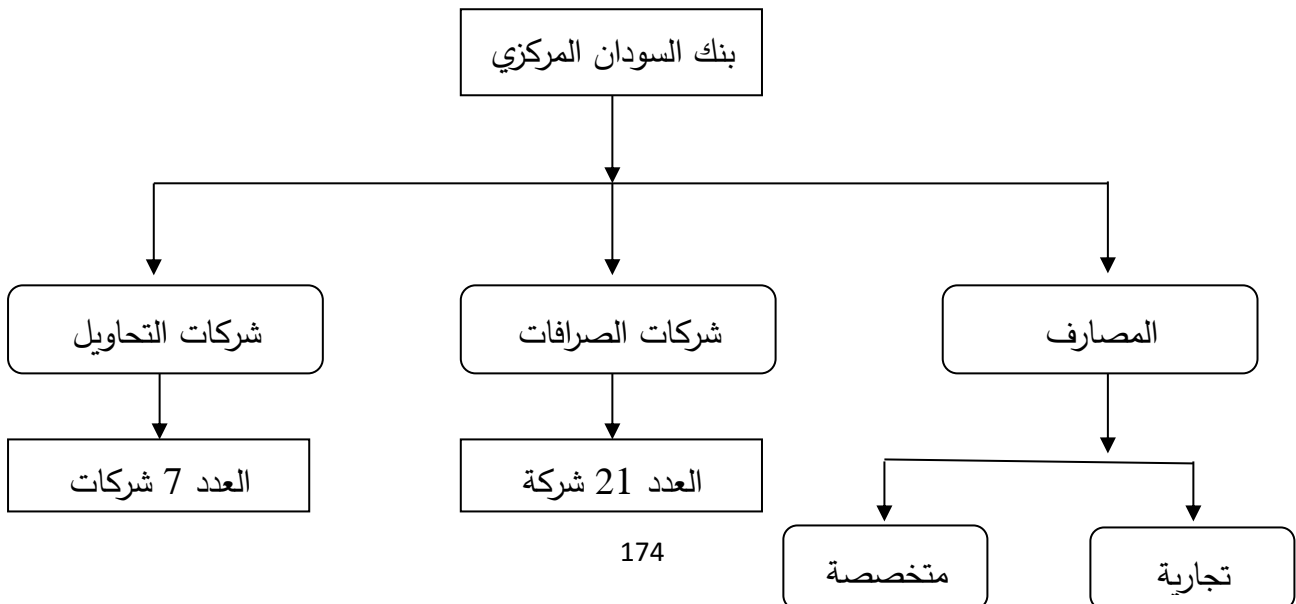 بنك السودان المركزي
المصارف
شركات الصرافات
شركات التحاويل
العدد 21 شركة
العدد 7 شركات
تجارية
متخصصة
174